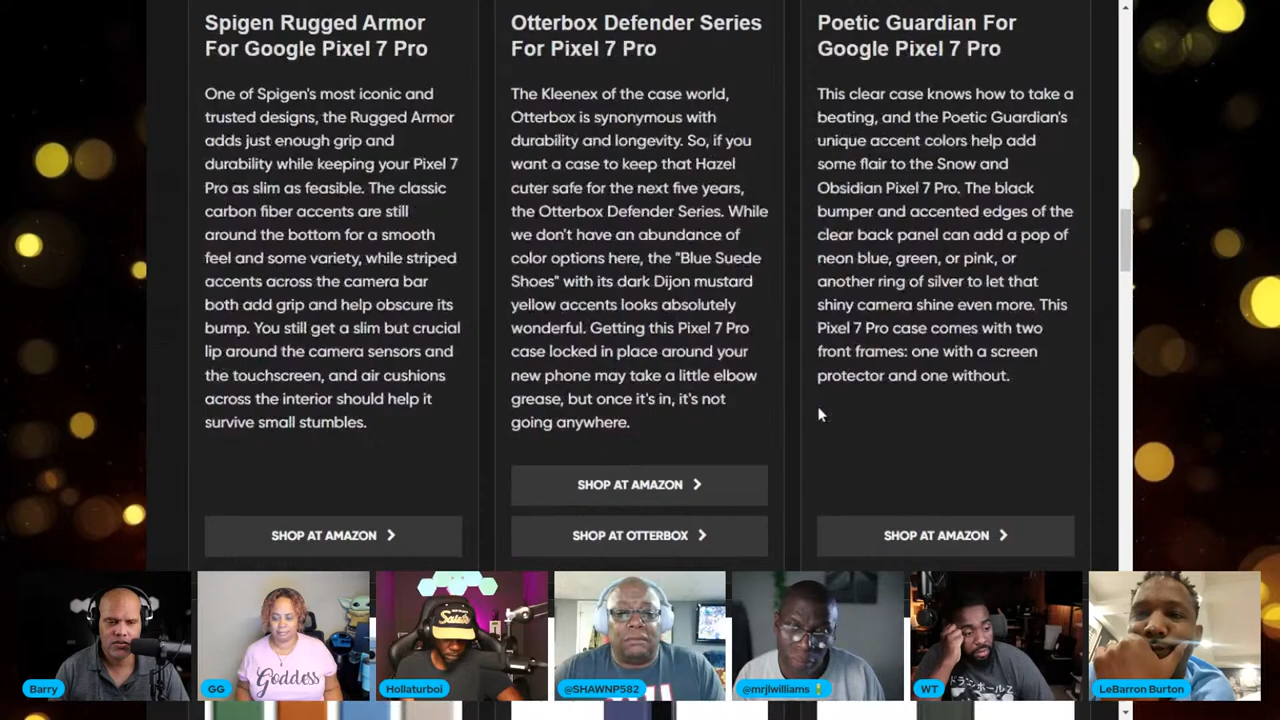 Spigen Rugged Armor
For Google Pixel 7 Pro
One of Spigen's most iconic and
trusted designs, the Rugged Armor
adds just enough grip and
durability while keeping your Pixel 7
Pro as slim as feasible. The classic
carbon fiber accents are still
around the bottom for a smooth
feel and some variety, while striped
accents across the camera bar
both add grip and help obscure its
bump. You still get a slim but crucial
lip around the camera sensors and
the touchscreen, and air cushions
across the interior should help it
survive small stumbles.
SHOP AT AMAZON
Otterbox Defender Series
For Pixel 7 Pro
The Kleenex of the case world,
Otterbox is synonymous with
durability and longevity. So, if you
want a case to keep that Hazel
cuter safe for the next five years,
the Otterbox Defender Series. While
we don't have an abundance of
color options here, the "Blue Suede
Shoes" with its dark Dijon mustard
yellow accents looks absolutely
wonderful. Getting this Pixel 7 Pro
case locked in place around your
new phone may take a little elbow
grease, but once it's in, it's not
going anywhere.
SHOP AT AMAZON
SHOP AT OTTERBOX
Poetic Guardian For
Google Pixel 7 Pro
This clear case knows how to take a
beating, and the Poetic Guardian's
unique accent colors help add
some flair to the Snow and
Obsidian Pixel 7 Pro. The black
bumper and accented edges of the
clear back panel can add a pop of
neon blue, green, or pink, or
another ring of silver to let that
shiny camera shine even more. This
Pixel 7 Pro case comes with two
front frames: one with a screen
protector and one without.
SHOP AT AMAZON
Goddess
ドラゴンボールZ
Barry
GG
Hollaturboi
@SHAWNP582
@mrjlwilliams
WT
LeBarron Burton